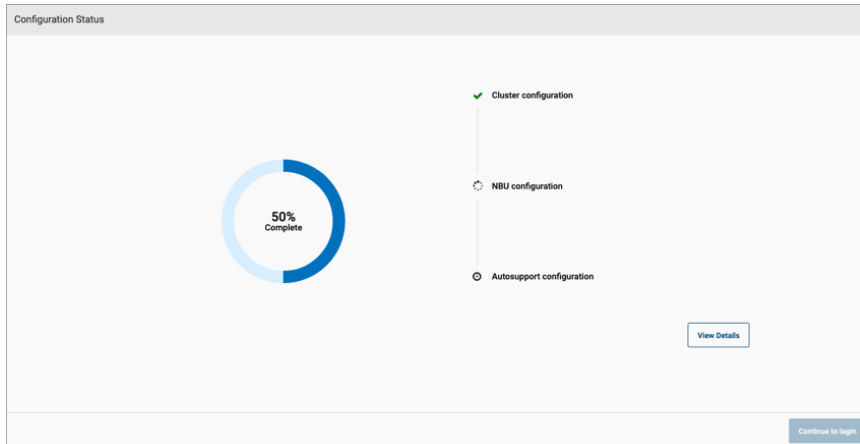 Configuration Status
Cluster configuration
NBU configuration
50%
Complete
Autosupport configuration
View Details
Continue to login